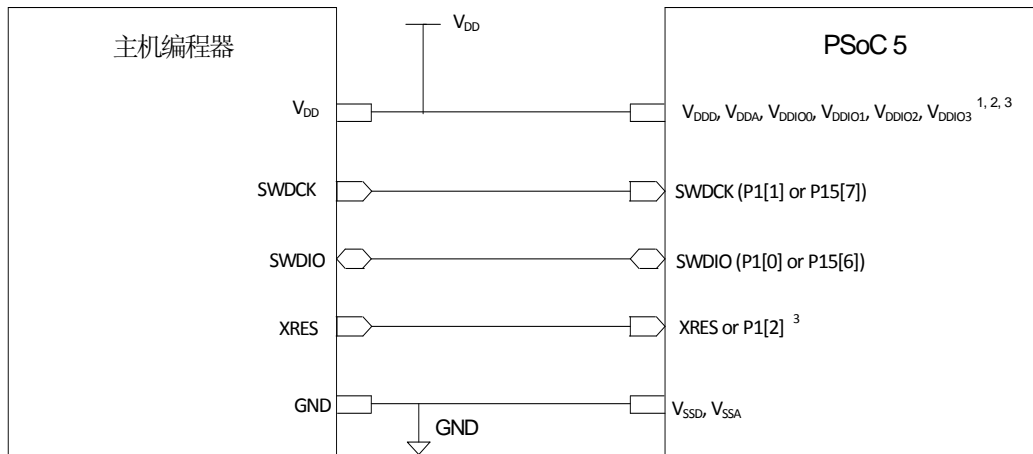 V_DD
主机编程器
PSoC 5
V_DD
V_DDD, V_DDA, V_DDIO0, V_DDIO1, V_DDIO2, V_DDIO3 1, 2, 3
SWDCK
SWDCK (P1[1] or P15[7])
SWDIO
SWDIO (P1[0] or P15[6])
XRES
XRES or P1[2] 3
GND
V_SSD, V_SSA
GND